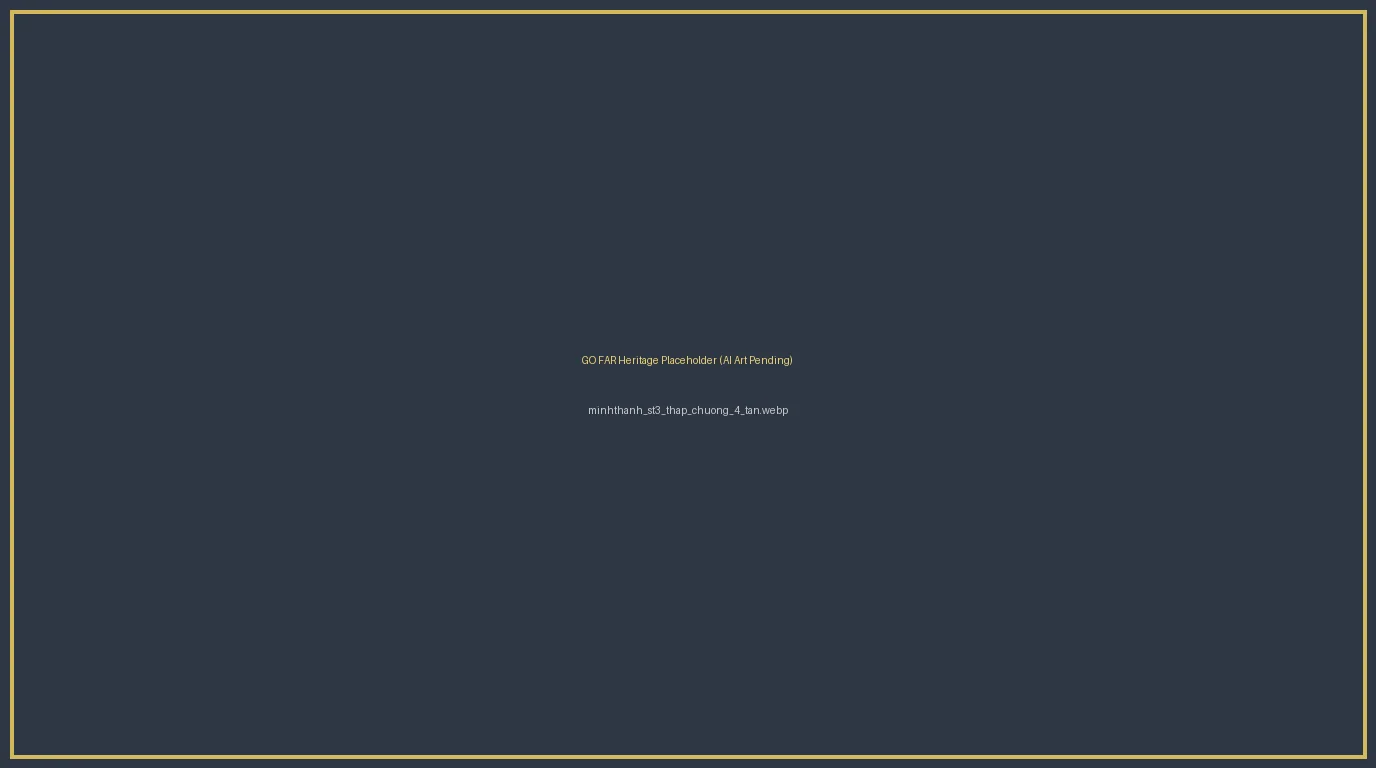 GO FAR Heritage Placeholder (AI Art Pending)
minhthanh_st3_thap_chuong_4_tan.webp